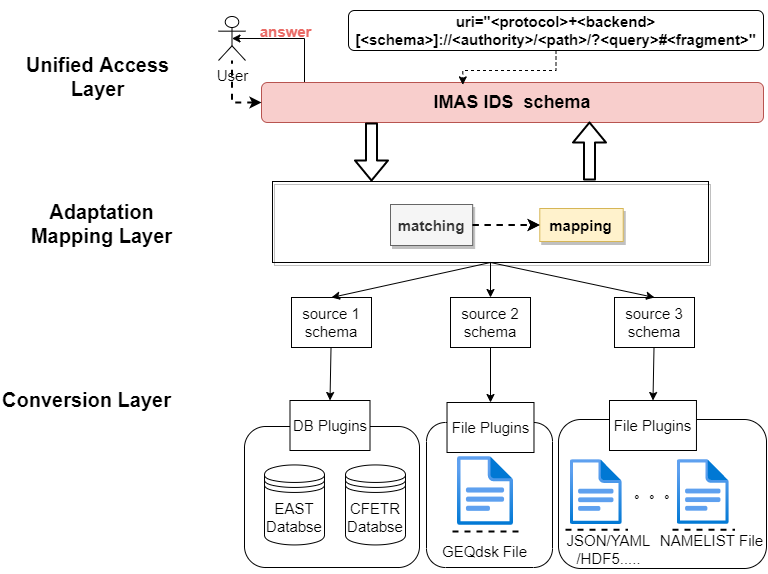 uri="<protocol>+<backend>
[<schema>]://<authority>/<path>/?<query>#<fragment>"
answer
User
Unified Access
Layer
IMAS IDS schema
Adaptation
Mapping Layer
matching
mapping
source 1
schema
source 2
schema
source 3
schema
Conversion Layer
DB Plugins
File Plugins
File Plugins
EAST
Databse
CFETR
Databse
GEQdsk File
JSON/YAML
/HDF5.....
NAMELIST File